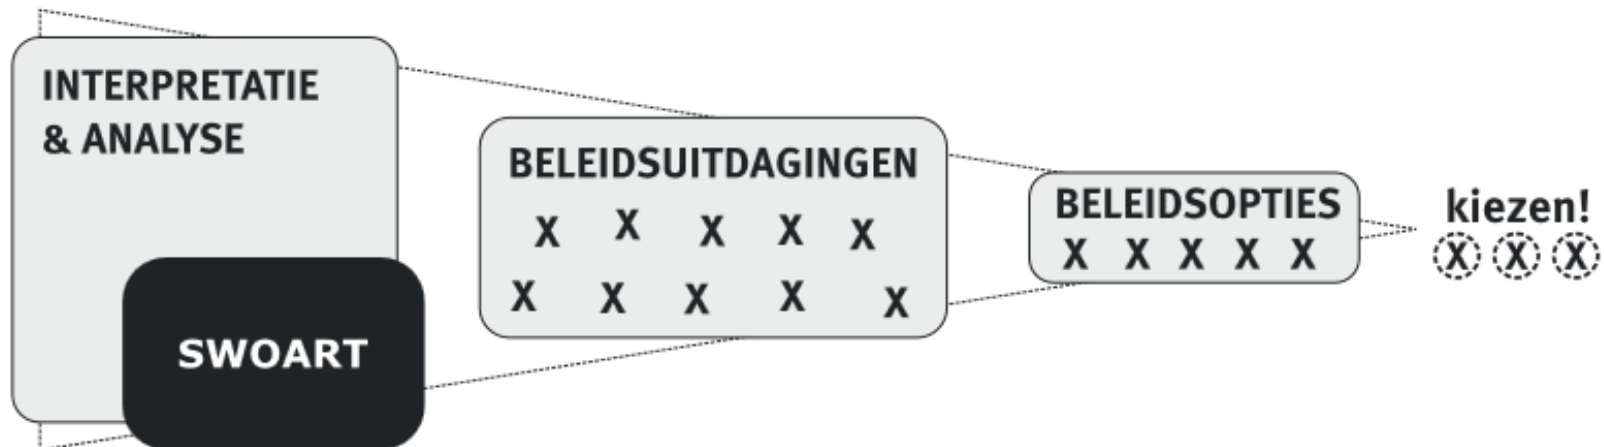 INTERPRETATIE
& ANALYSE
SWOART
BELEIDSUITDAGINGEN
X X X X X
X X X X X
BELEIDSOPTIES
X X X X X
kiezen!
X X X